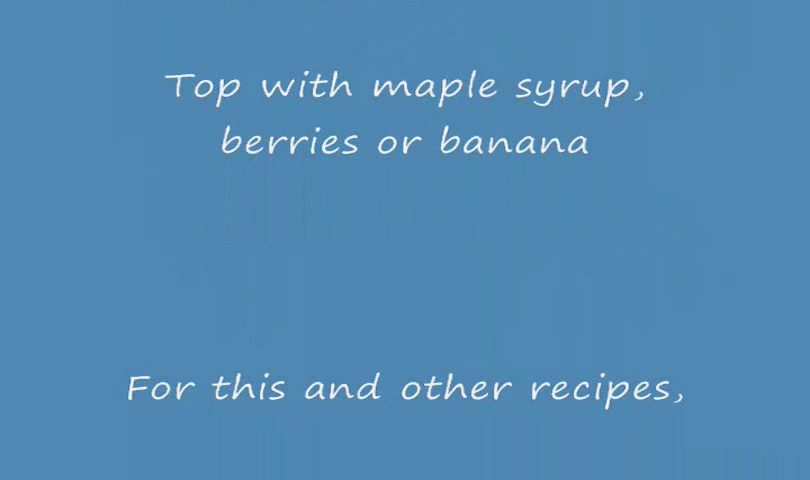 Top with maple syrup,
berries or banana
For this and other recipes,